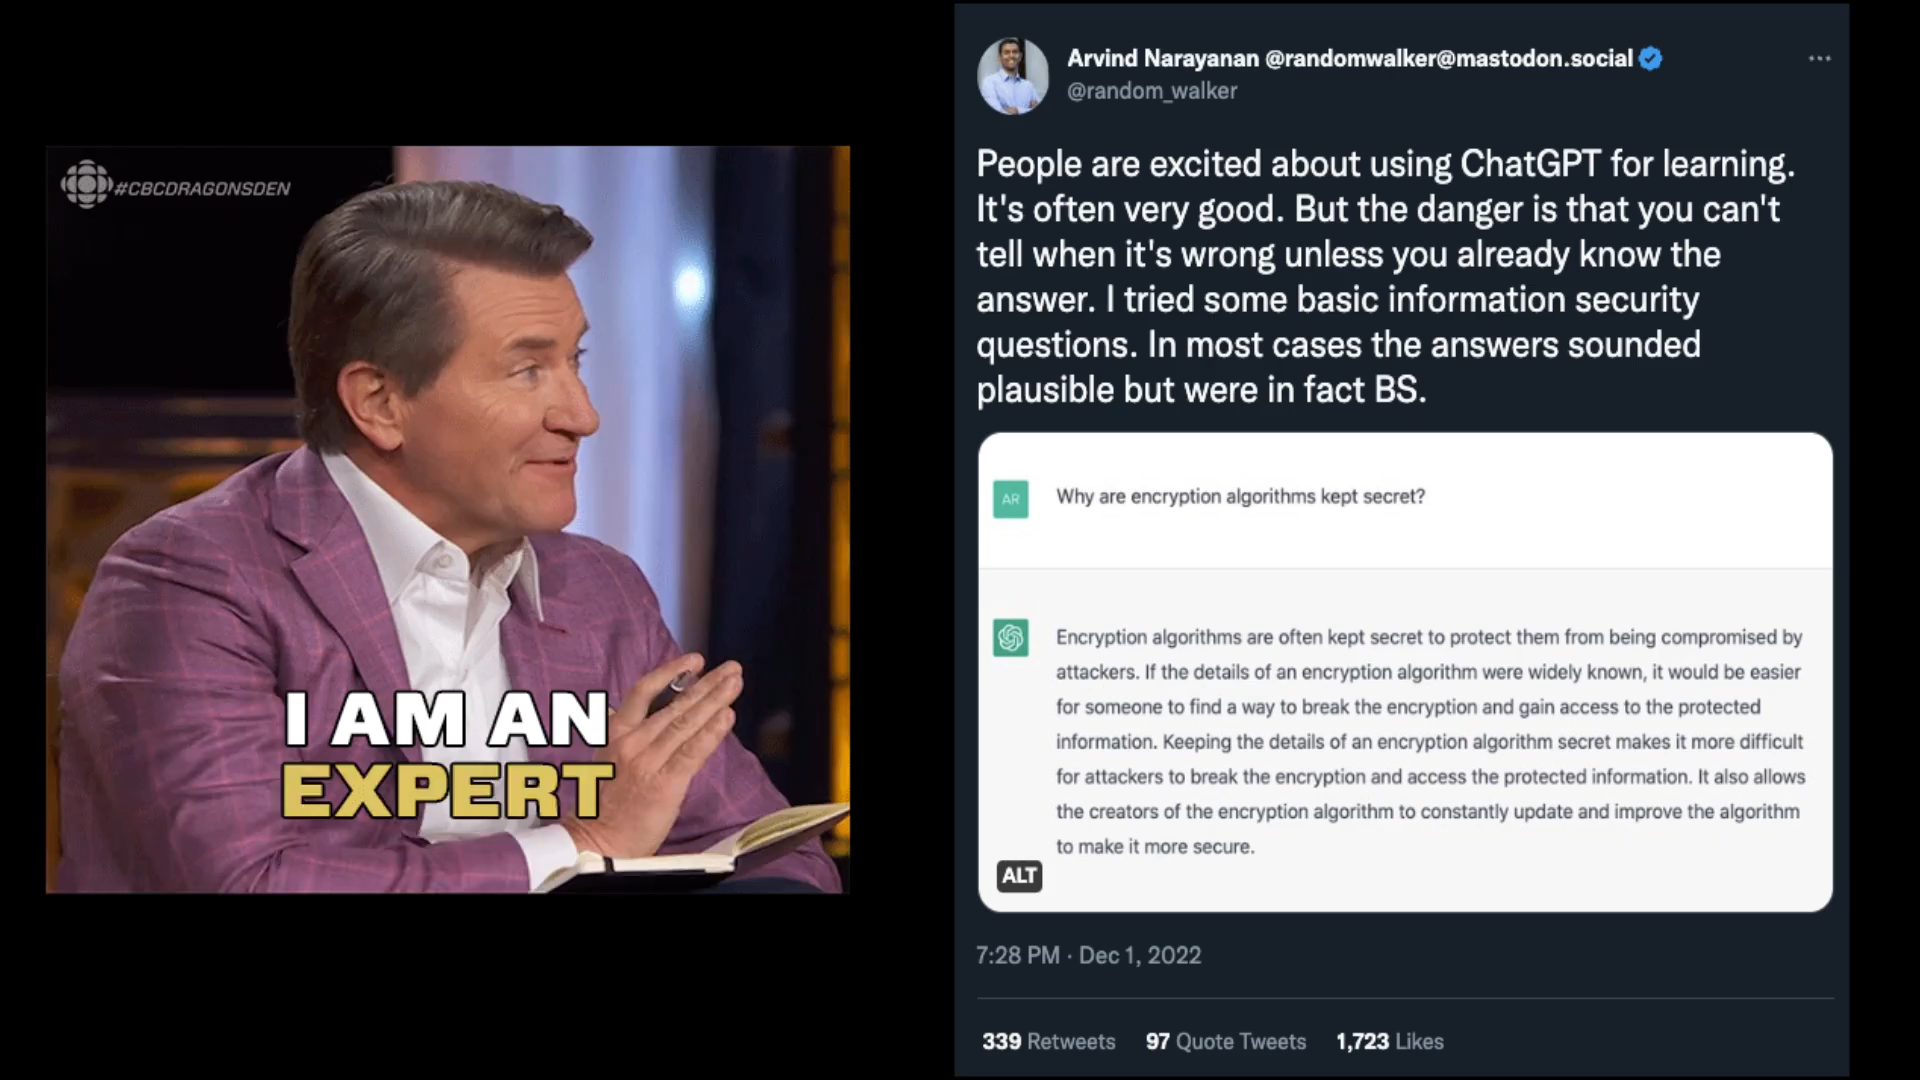 #CBCDRAGONSDEN
I AM AN
EXPERT
Arvind Narayanan @randomwalker@mastodon.social
@random_walker
People are excited about using ChatGPT for learning.
It's often very good. But the danger is that you can't
tell when it's wrong unless you already know the
answer. I tried some basic information security
questions. In most cases the answers sounded
plausible but were in fact BS.
AR
Why are encryption algorithms kept secret?
Encryption algorithms are often kept secret to protect them from being compromised by
attackers. If the details of an encryption algorithm were widely known, it would be easier
for someone to find a way to break the encryption and gain access to the protected
information. Keeping the details of an encryption algorithm secret makes it more difficult
for attackers to break the encryption and access the protected information. It also allows
the creators of the encryption algorithm to constantly update and improve the algorithm
to make it more secure.
ALT
7:28 PM · Dec 1, 2022
339 Retweets 97 Quote Tweets 1,723 Likes